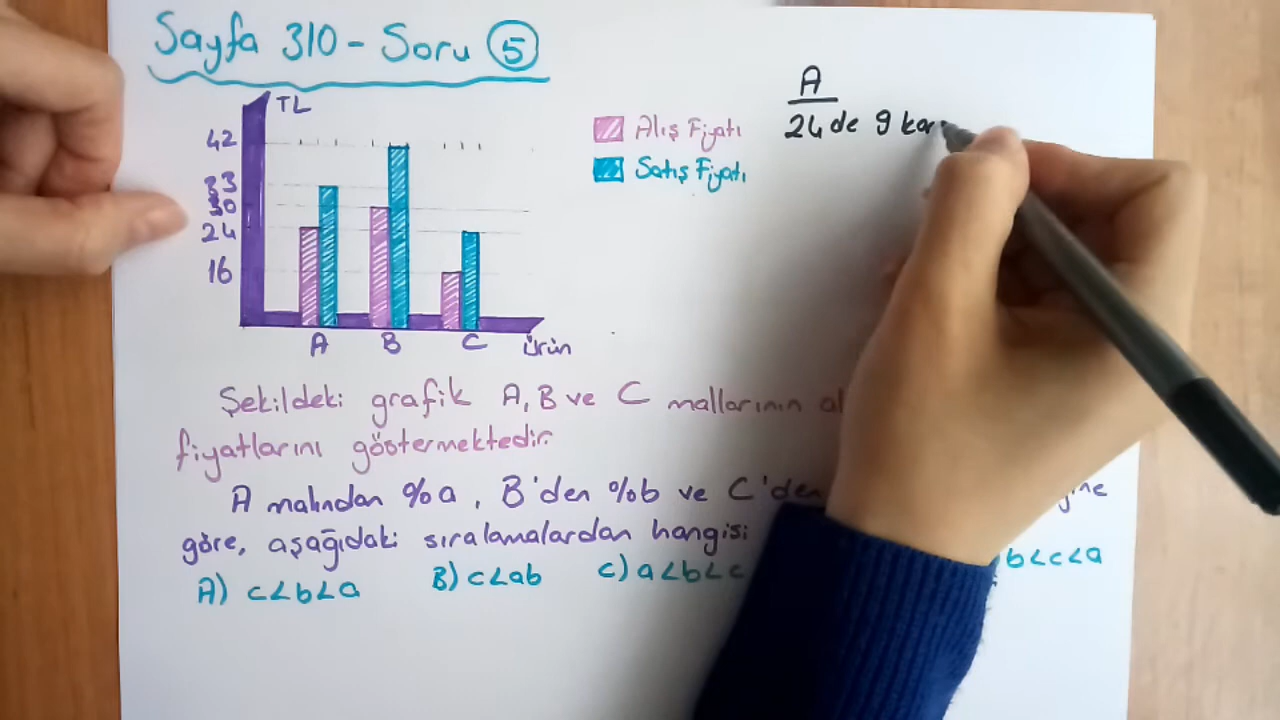 Sayfa 310 - Soru 5
TL
42
33
30
24
16
A B C Ürün
Alış Fiyatı
Satış Fiyatı
A
24 de 9 kar
Şekildeki grafik A, B ve C mallarının al
fiyatlarını göstermektedir.
A malından %a, B'den %b ve C'den
göre, aşağıdaki sıralamalardan hangisi
A) c<b<a B) c<ab C) a<b<c b<c<a